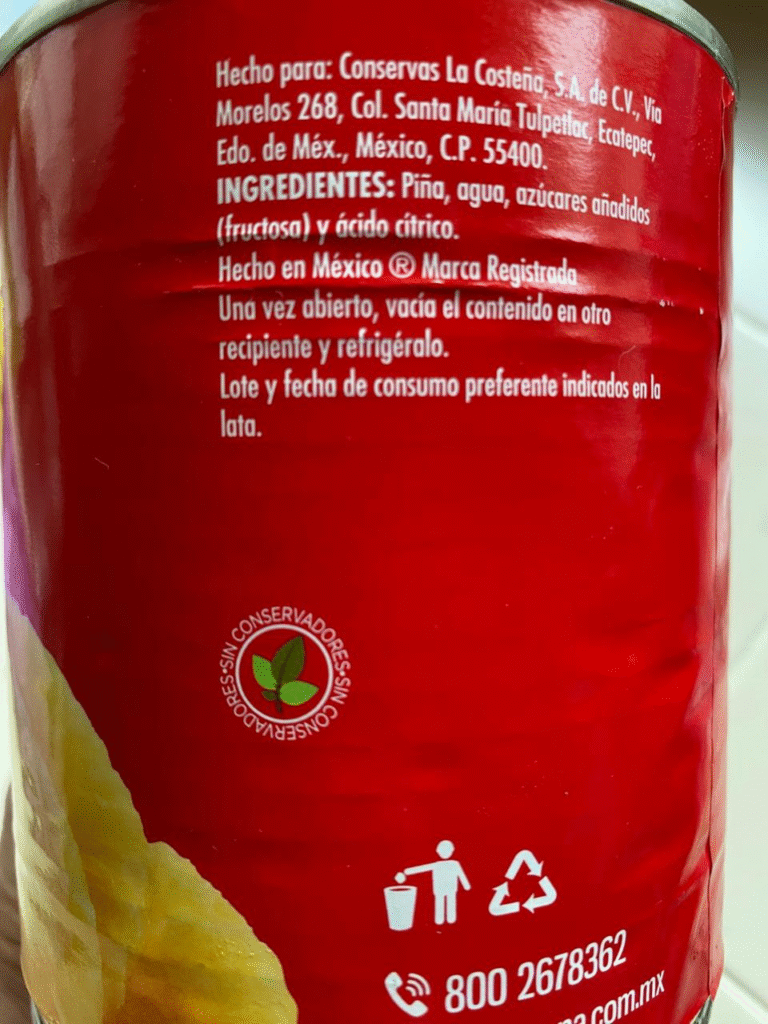 Hecho para: Conservas La Costeña, S.A. de C.V., Vía
Morelos 268, Col. Santa María Tulpetlac, Ecatepec,
Edo. de Méx., México, C.P. 55400.
INGREDIENTES: Piña, agua, azúcares añadidos
(fructosa) y ácido cítrico.
Hecho en México ® Marca Registrada
Una vez abierto, vacía el contenido en otro
recipiente y refrigéralo.
Lote y fecha de consumo preferente indicados en la
lata.
SIN CONSERVADORES•SIN CONSERVADORES•
800 2678362
.com.mx